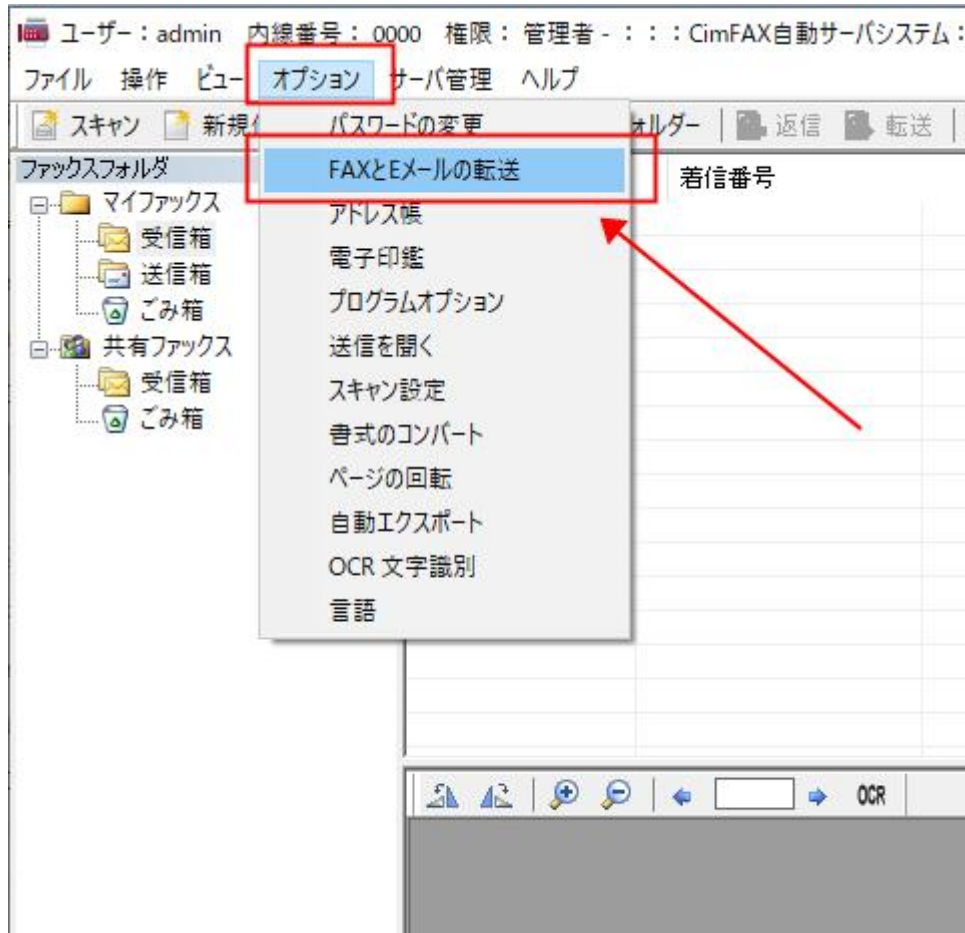 ユーザー：admin 内線番号： 0000 権限： 管理者 - ：：：CimFAX自動サーバシステム：
ファイル 操作 ビュー オプション サーバ管理 ヘルプ
スキャン 新規 ォルダー 返信 転送
ファックスフォルダ
マイファックス
受信箱
送信箱
ごみ箱
共有ファックス
受信箱
ごみ箱
パスワードの変更
FAXとEメールの転送
アドレス帳
電子印鑑
プログラムオプション
送信を聞く
スキャン設定
書式のコンバート
ページの回転
自動エクスポート
OCR 文字識別
言語
着信番号
OCR